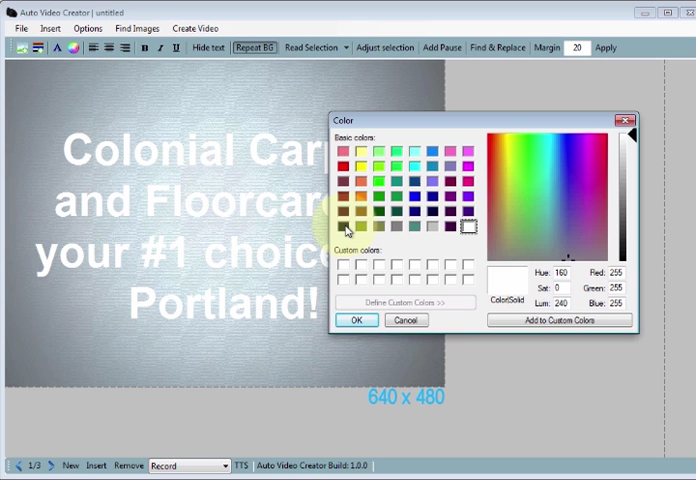 Auto Video Creator | untitled
File Insert Options Find Images Create Video
A B I U Hide text Repeat BG Read Selection Adjust selection Add Pause Find & Replace Margin 20 Apply
Colonial Car
and Floorcar
your #1 choic
Portland!
640 x 480
Color
Basic colors:
Custom colors:
Define Custom Colors >>
OK Cancel
Color|Solid
Hue: 160 Red: 255
Sat: 0 Green: 255
Lum: 240 Blue: 255
Add to Custom Colors
1/3 New Insert Remove Record TTS Auto Video Creator Build: 1.0.0